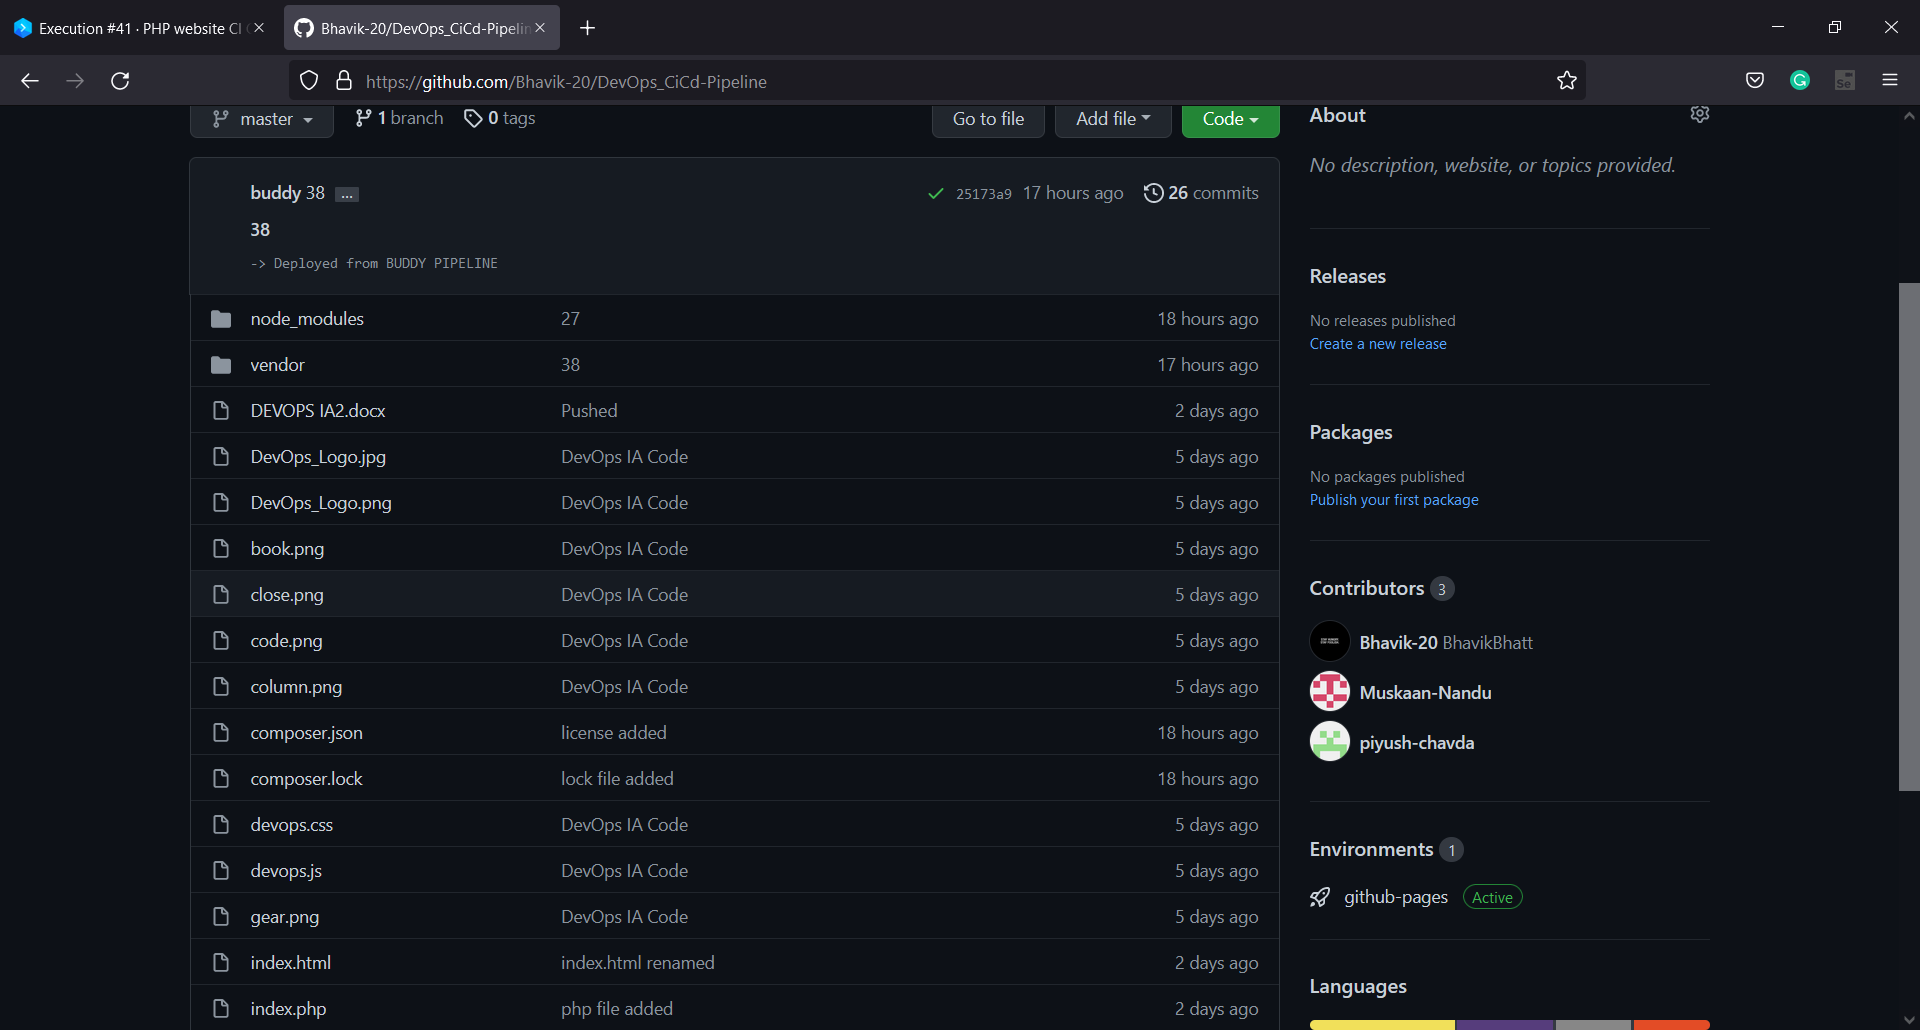 Execution #41 · PHP website CI
Bhavik-20/DevOps_CiCd-Pipelin
https://github.com/Bhavik-20/DevOps_CiCd-Pipeline
master
1 branch
0 tags
Go to file
Add file
Code
buddy 38 ...
25173a9 17 hours ago
26 commits
38
-> Deployed from BUDDY PIPELINE
node_modules 27 18 hours ago
vendor 38 17 hours ago
DEVOPS IA2.docx Pushed 2 days ago
DevOps_Logo.jpg DevOps IA Code 5 days ago
DevOps_Logo.png DevOps IA Code 5 days ago
book.png DevOps IA Code 5 days ago
close.png DevOps IA Code 5 days ago
code.png DevOps IA Code 5 days ago
column.png DevOps IA Code 5 days ago
composer.json license added 18 hours ago
composer.lock lock file added 18 hours ago
devops.css DevOps IA Code 5 days ago
devops.js DevOps IA Code 5 days ago
gear.png DevOps IA Code 5 days ago
index.html index.html renamed 2 days ago
index.php php file added 2 days ago
About
No description, website, or topics provided.
Releases
No releases published
Create a new release
Packages
No packages published
Publish your first package
Contributors 3
Bhavik-20 BhavikBhatt
Muskaan-Nandu
piyush-chavda
Environments 1
github-pages Active
Languages